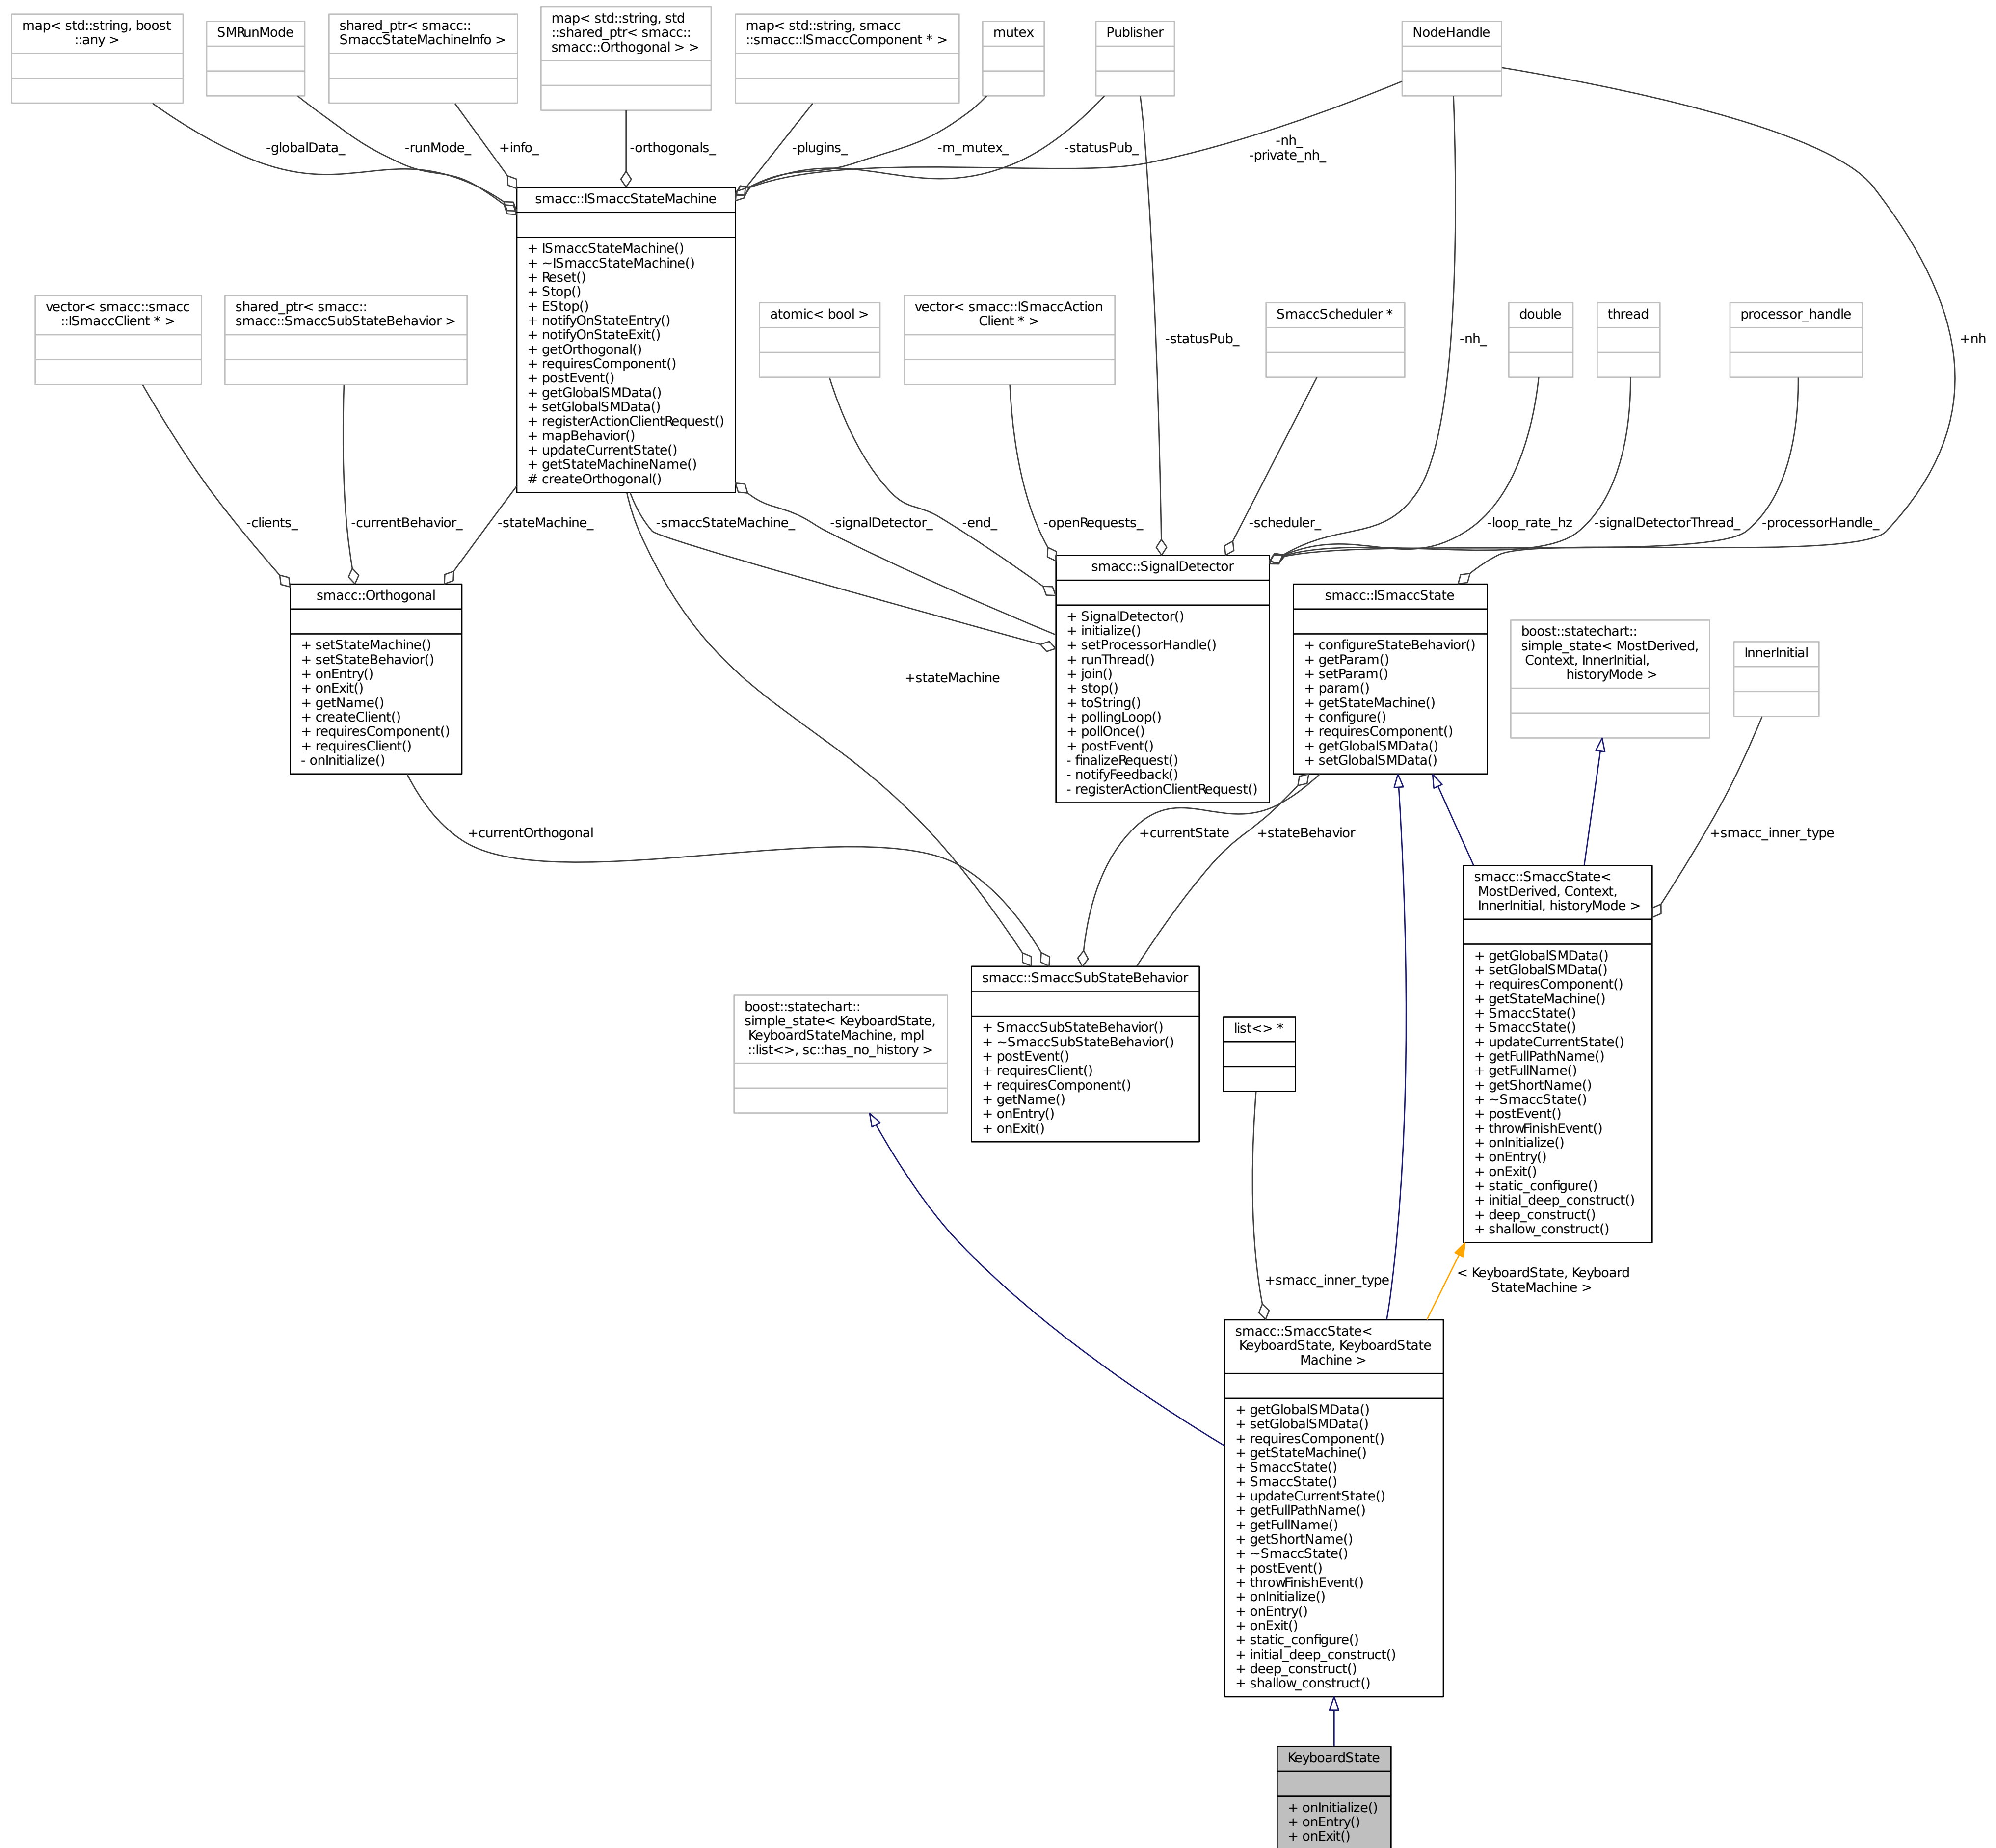 map< std::string, boost
::any >
SMRunMode
shared_ptr< smacc::
SmaccStateMachineInfo >
map< std::string, std
::shared_ptr< smacc::
smacc::Orthogonal > >
map< std::string, smacc
::smacc::ISmaccComponent * >
mutex
Publisher
NodeHandle
-globalData_
-runMode_
+info_
-orthogonals_
-plugins_
-m_mutex_
-statusPub_
-nh_
-private_nh_
smacc::ISmaccStateMachine
+ ISmaccStateMachine()
+ ~ISmaccStateMachine()
+ Reset()
+ Stop()
+ EStop()
+ notifyOnStateEntry()
+ notifyOnStateExit()
+ getOrthogonal()
+ requiresComponent()
+ postEvent()
+ getGlobalSMData()
+ setGlobalSMData()
+ registerActionClientRequest()
+ mapBehavior()
+ updateCurrentState()
+ getStateMachineName()
# createOrthogonal()
vector< smacc::smacc
::ISmaccClient * >
shared_ptr< smacc::
smacc::SmaccSubStateBehavior >
atomic< bool >
vector< smacc::ISmaccAction
Client * >
SmaccScheduler *
double
thread
processor_handle
-statusPub_
-nh_
+nh
-clients_
-currentBehavior_
-stateMachine_
-smaccStateMachine_
-signalDetector_
-end_
-openRequests_
-scheduler_
-loop_rate_hz
-signalDetectorThread_
-processorHandle_
smacc::Orthogonal
+ setStateMachine()
+ setStateBehavior()
+ onEntry()
+ onExit()
+ getName()
+ createClient()
+ requiresComponent()
+ requiresClient()
- onInitialize()
smacc::SignalDetector
+ SignalDetector()
+ initialize()
+ setProcessorHandle()
+ runThread()
+ join()
+ stop()
+ toString()
+ pollingLoop()
+ pollOnce()
+ postEvent()
- finalizeRequest()
- notifyFeedback()
- registerActionClientRequest()
smacc::ISmaccState
+ configureStateBehavior()
+ getParam()
+ setParam()
+ param()
+ getStateMachine()
+ configure()
+ requiresComponent()
+ getGlobalSMData()
+ setGlobalSMData()
boost::statechart::
simple_state< MostDerived,
Context, InnerInitial,
historyMode >
InnerInitial
+stateMachine
+currentOrthogonal
+currentState
+stateBehavior
+smacc_inner_type
smacc::SmaccState<
MostDerived, Context,
InnerInitial, historyMode >
+ getGlobalSMData()
+ setGlobalSMData()
+ requiresComponent()
+ getStateMachine()
+ SmaccState()
+ SmaccState()
+ updateCurrentState()
+ getFullPathName()
+ getFullName()
+ getShortName()
+ ~SmaccState()
+ postEvent()
+ throwFinishEvent()
+ onInitialize()
+ onEntry()
+ onExit()
+ static_configure()
+ initial_deep_construct()
+ deep_construct()
+ shallow_construct()
smacc::SmaccSubStateBehavior
+ SmaccSubStateBehavior()
+ ~SmaccSubStateBehavior()
+ postEvent()
+ requiresClient()
+ requiresComponent()
+ getName()
+ onEntry()
+ onExit()
boost::statechart::
simple_state< KeyboardState,
KeyboardStateMachine, mpl
::list<>, sc::has_no_history >
list<> *
+smacc_inner_type
< KeyboardState, Keyboard
StateMachine >
smacc::SmaccState<
KeyboardState, KeyboardState
Machine >
+ getGlobalSMData()
+ setGlobalSMData()
+ requiresComponent()
+ getStateMachine()
+ SmaccState()
+ SmaccState()
+ updateCurrentState()
+ getFullPathName()
+ getFullName()
+ getShortName()
+ ~SmaccState()
+ postEvent()
+ throwFinishEvent()
+ onInitialize()
+ onEntry()
+ onExit()
+ static_configure()
+ initial_deep_construct()
+ deep_construct()
+ shallow_construct()
KeyboardState
+ onInitialize()
+ onEntry()
+ onExit()